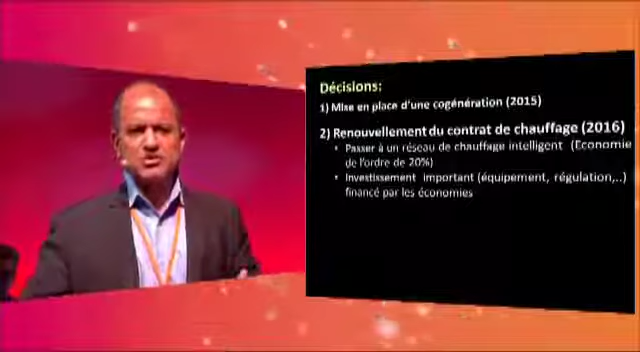 Décisions:
1) Mise en place d'une cogénération (2015)
2) Renouvellement du contrat de chauffage (2016)
• Passer à un réseau de chauffage intelligent (Economie
de l'ordre de 20%)
• Investissement important (équipement, régulation,..)
financé par les économies